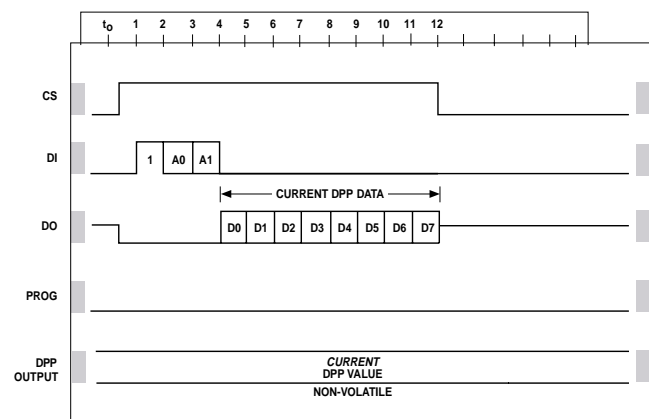 to 1 2 3 4 5 6 7 8 9 10 11 12
CS
DI
1 A0 A1
CURRENT DPP DATA
DO
D0 D1 D2 D3 D4 D5 D6 D7
PROG
DPP
OUTPUT
CURRENT
DPP VALUE
NON-VOLATILE